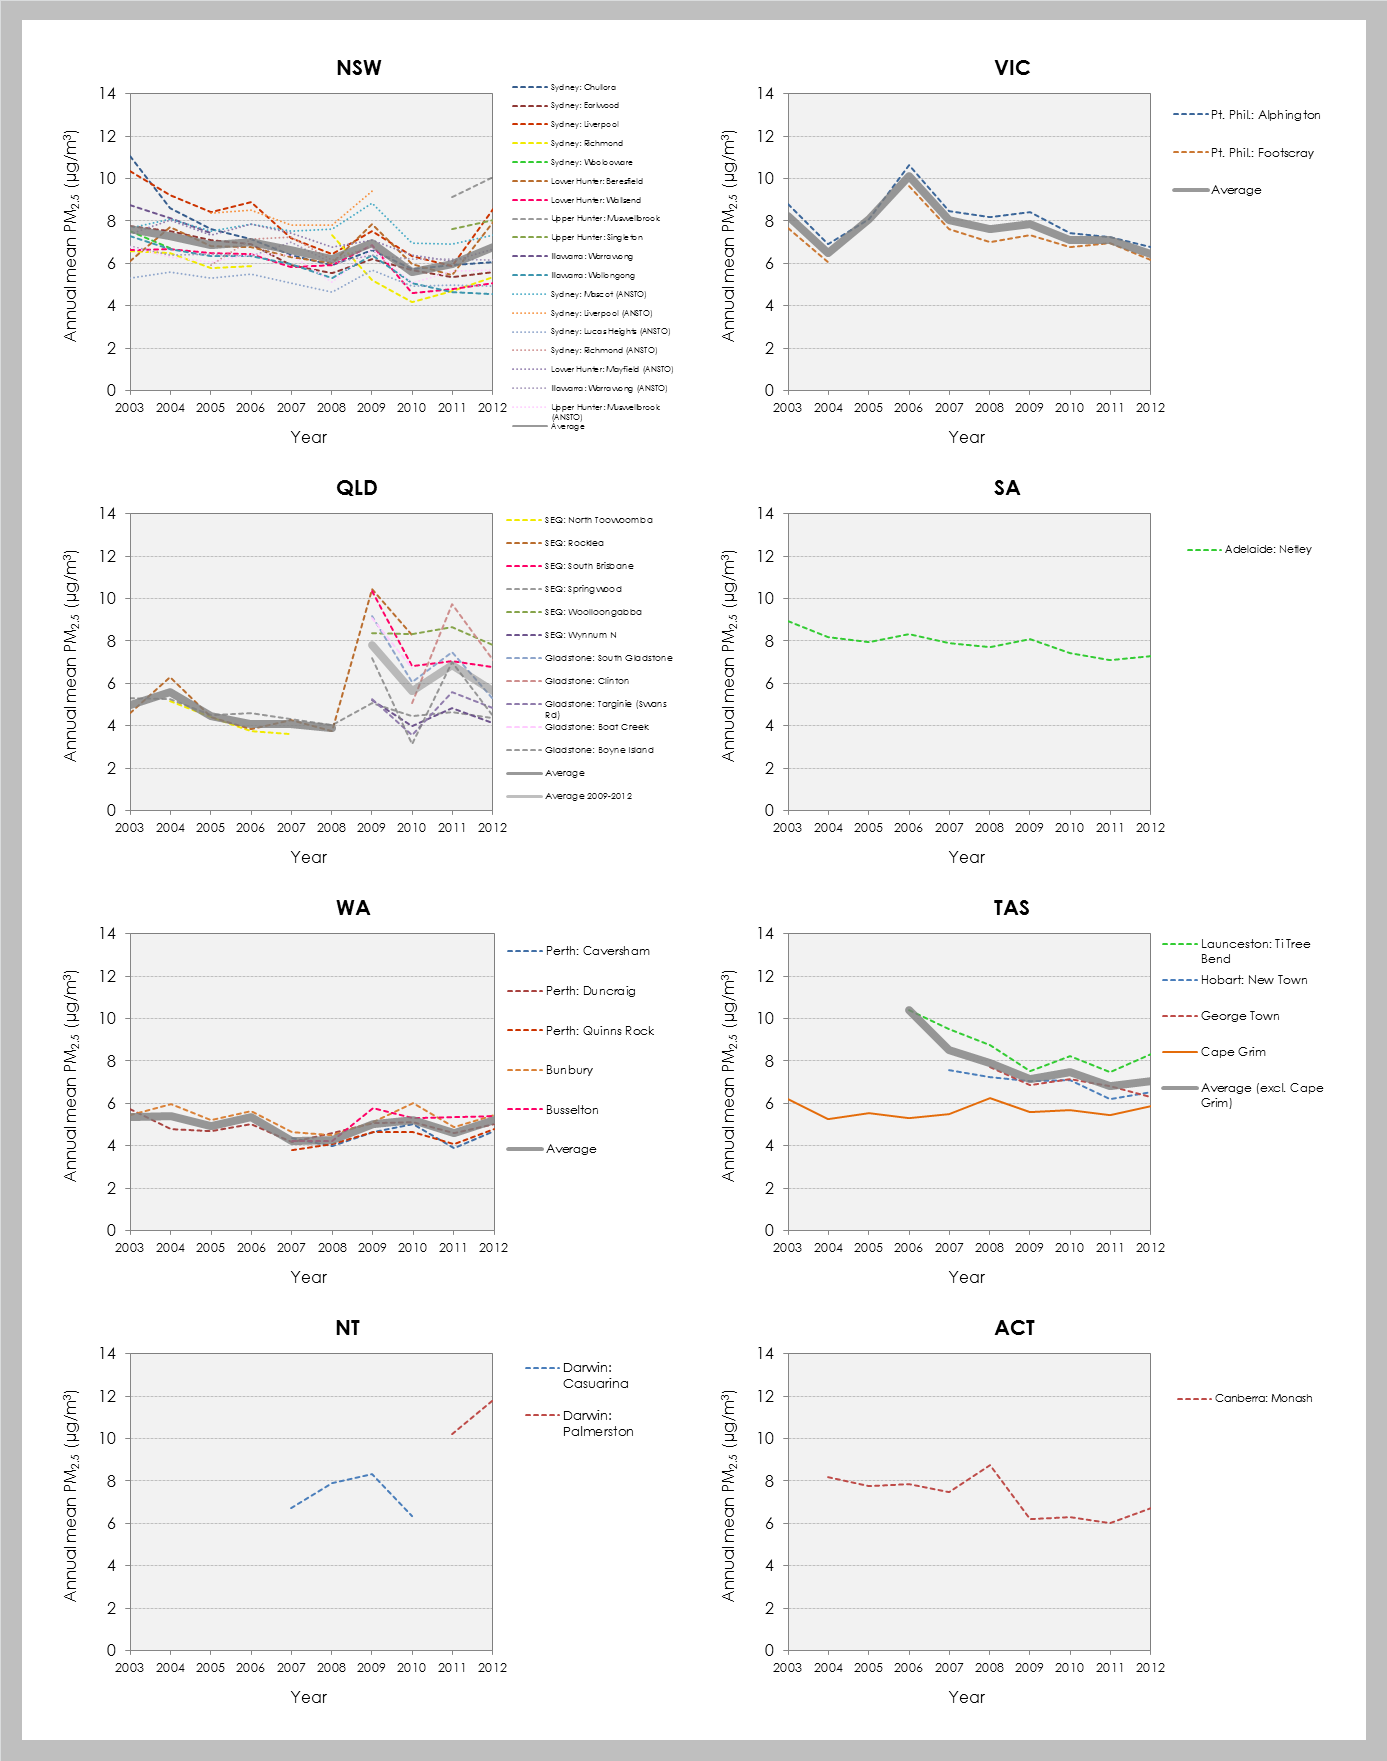 NSW
Annual mean PM2.5 (µg/m³)
14
12
10
8
6
4
2
0
2003 2004 2005 2006 2007 2008 2009 2010 2011 2012
Year
Sydney: Chullora
Sydney: Earlwood
Sydney: Liverpool
Sydney: Richmond
Sydney: Woolooware
Lower Hunter: Beresfield
Lower Hunter: Wallsend
Upper Hunter: Muswellbrook
Upper Hunter: Singleton
Illawarra: Warrawong
Illawarra: Wollongong
Sydney: Mascot (ANSTO)
Sydney: Liverpool (ANSTO)
Sydney: Lucas Heights (ANSTO)
Sydney: Richmond (ANSTO)
Lower Hunter: Mayfield (ANSTO)
Illawarra: Warrawong (ANSTO)
Upper Hunter: Muswellbrook
(ANSTO)
Average
VIC
Annual mean PM2.5 (µg/m³)
14
12
10
8
6
4
2
0
2003 2004 2005 2006 2007 2008 2009 2010 2011 2012
Year
Pt. Phil.: Alphington
Pt. Phil.: Footscray
Average
QLD
Annual mean PM2.5 (µg/m³)
14
12
10
8
6
4
2
0
2003 2004 2005 2006 2007 2008 2009 2010 2011 2012
Year
SEQ: North Toowoomba
SEQ: Rocklea
SEQ: South Brisbane
SEQ: Springwood
SEQ: Woolloongabba
SEQ: Wynnum N
Gladstone: South Gladstone
Gladstone: Clinton
Gladstone: Targinie (Swans
Rd)
Gladstone: Boat Creek
Gladstone: Boyne Island
Average
Average 2009-2012
SA
Annual mean PM2.5 (µg/m³)
14
12
10
8
6
4
2
0
2003 2004 2005 2006 2007 2008 2009 2010 2011 2012
Year
Adelaide: Netley
WA
Annual mean PM2.5 (µg/m³)
14
12
10
8
6
4
2
0
2003 2004 2005 2006 2007 2008 2009 2010 2011 2012
Year
Perth: Caversham
Perth: Duncraig
Perth: Quinns Rock
Bunbury
Busselton
Average
TAS
Annual mean PM2.5 (µg/m³)
14
12
10
8
6
4
2
0
2003 2004 2005 2006 2007 2008 2009 2010 2011 2012
Year
Launceston: Ti Tree
Bend
Hobart: New Town
George Town
Cape Grim
Average (excl. Cape
Grim)
NT
Annual mean PM2.5 (µg/m³)
14
12
10
8
6
4
2
0
2003 2004 2005 2006 2007 2008 2009 2010 2011 2012
Year
Darwin:
Casuarina
Darwin:
Palmerston
ACT
Annual mean PM2.5 (µg/m³)
14
12
10
8
6
4
2
0
2003 2004 2005 2006 2007 2008 2009 2010 2011 2012
Year
Canberra: Monash